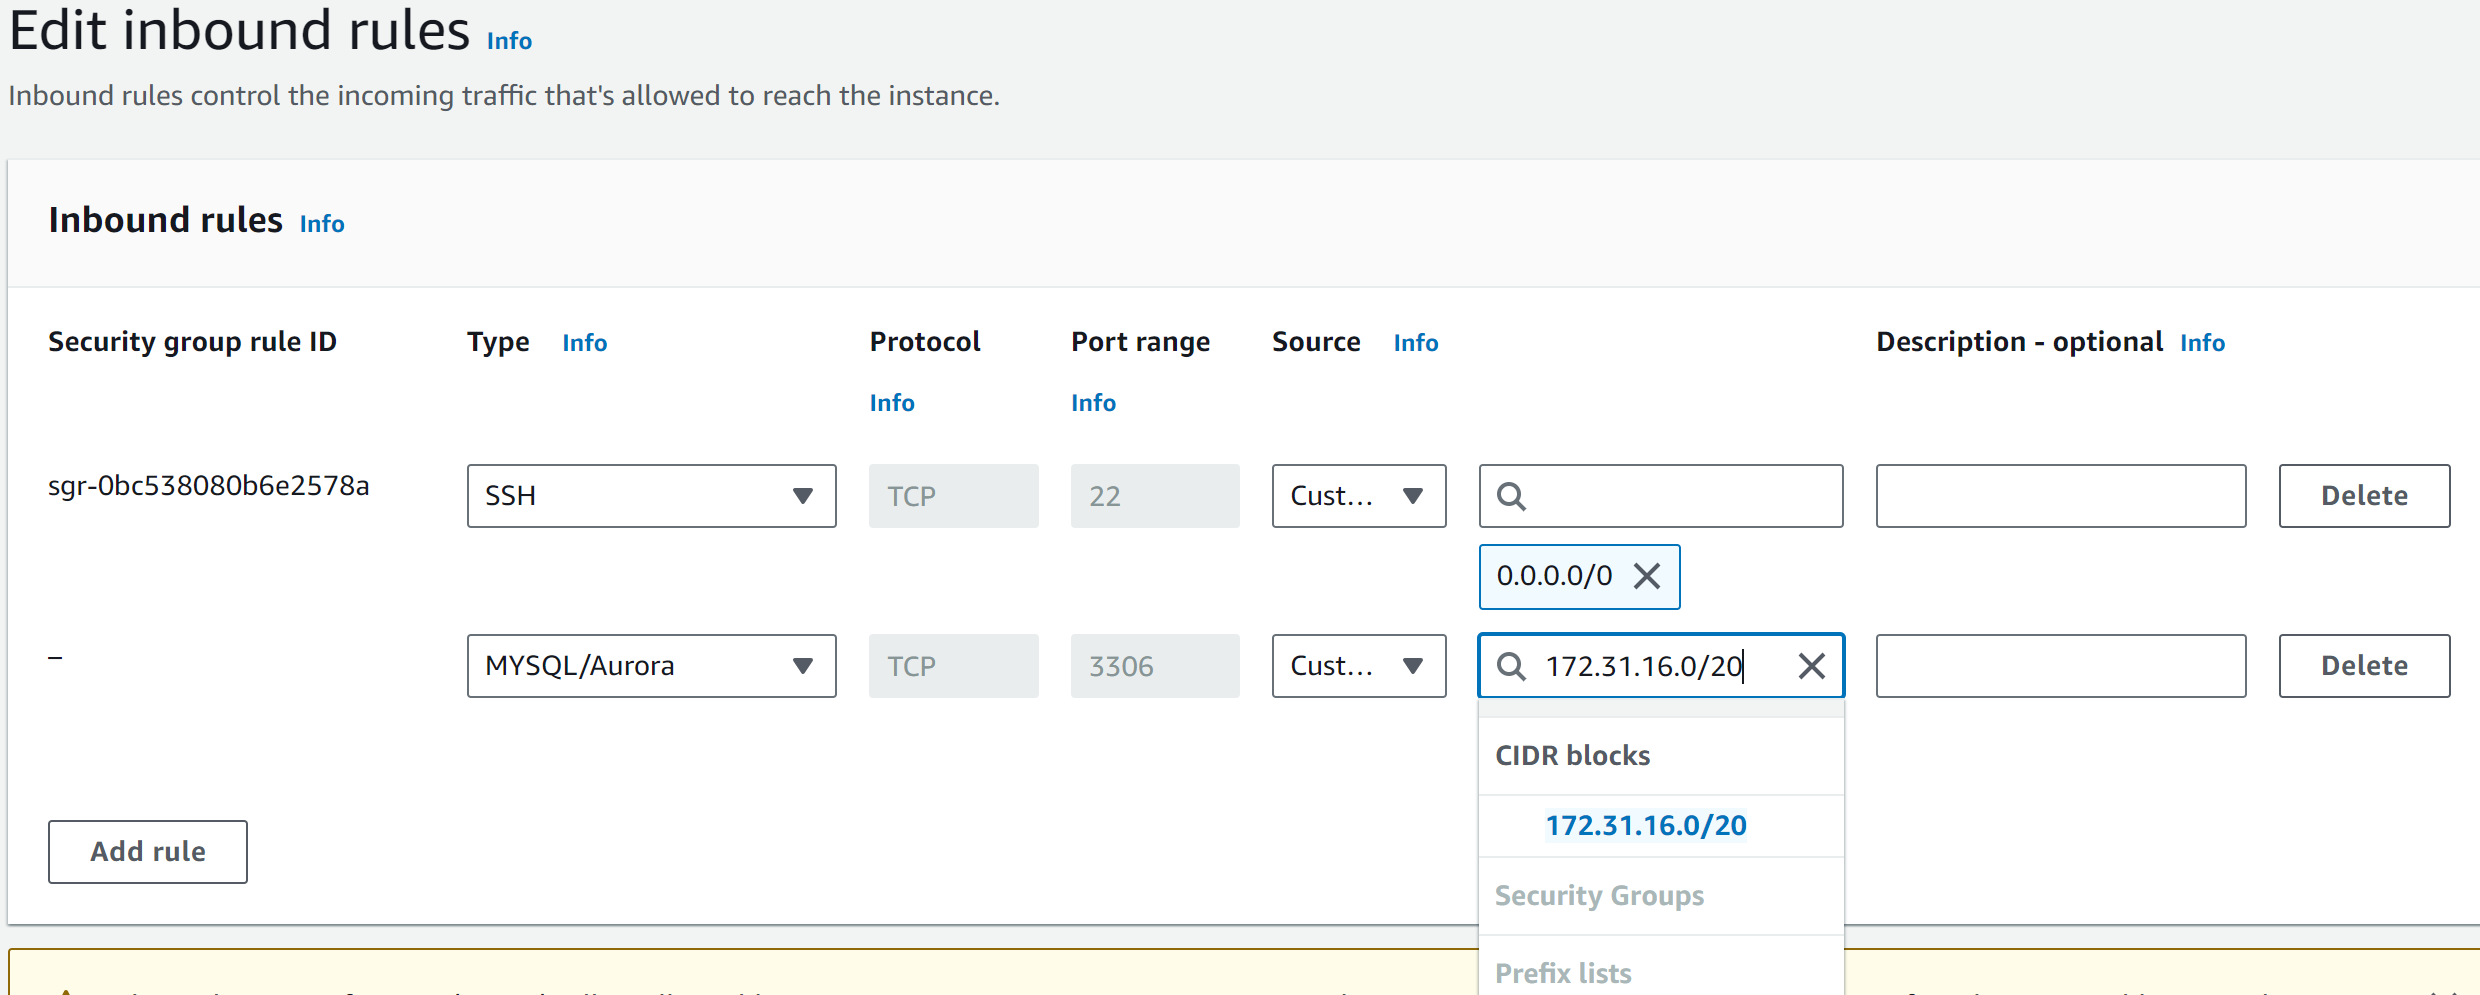 Edit inbound rules Info
Inbound rules control the incoming traffic that's allowed to reach the instance.
Inbound rules Info
Security group rule ID Type Info Protocol Port range Source Info Description - optional Info
Info Info
sgr-0bc538080b6e2578a SSH TCP 22 Cust... Delete
0.0.0.0/0
– MYSQL/Aurora TCP 3306 Cust... 172.31.16.0/20 Delete
CIDR blocks
172.31.16.0/20
Add rule
Security Groups
Prefix lists